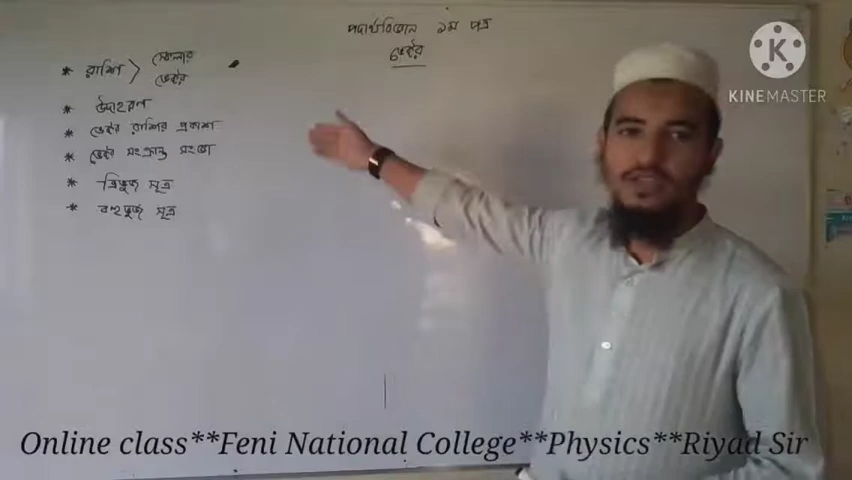 পদার্থবিজ্ঞান ১ম পত্র
ভেক্টর
KINEMASTER
* রাশি > স্কেলার
ভেক্টর
* উদাহরণ
* ভেক্টর রাশির প্রকাশ
* ভেক্টর সংক্রান্ত সংজ্ঞা
* ত্রিভুজ সূত্র
* বহুভুজ সূত্র
Online class**Feni National College**Physics**Riyad Sir